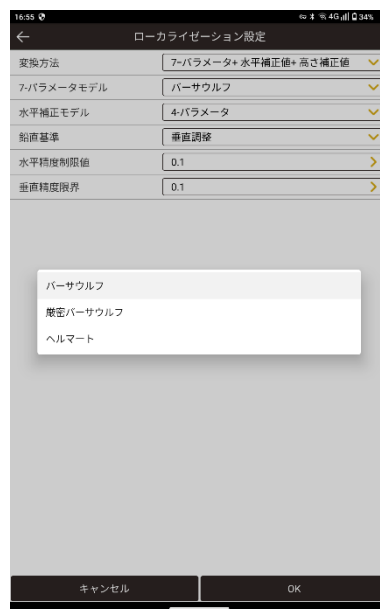 16:55 4G 34%
ローカライゼーション設定
変換方法 7-パラメータ+ 水平補正値+ 高さ補正値
7-パラメータモデル バーサウルフ
水平補正モデル 4-パラメータ
鉛直基準 垂直調整
水平精度制限値 0.1
垂直精度限界 0.1
バーサウルフ
厳密バーサウルフ
ヘルマート
キャンセル OK